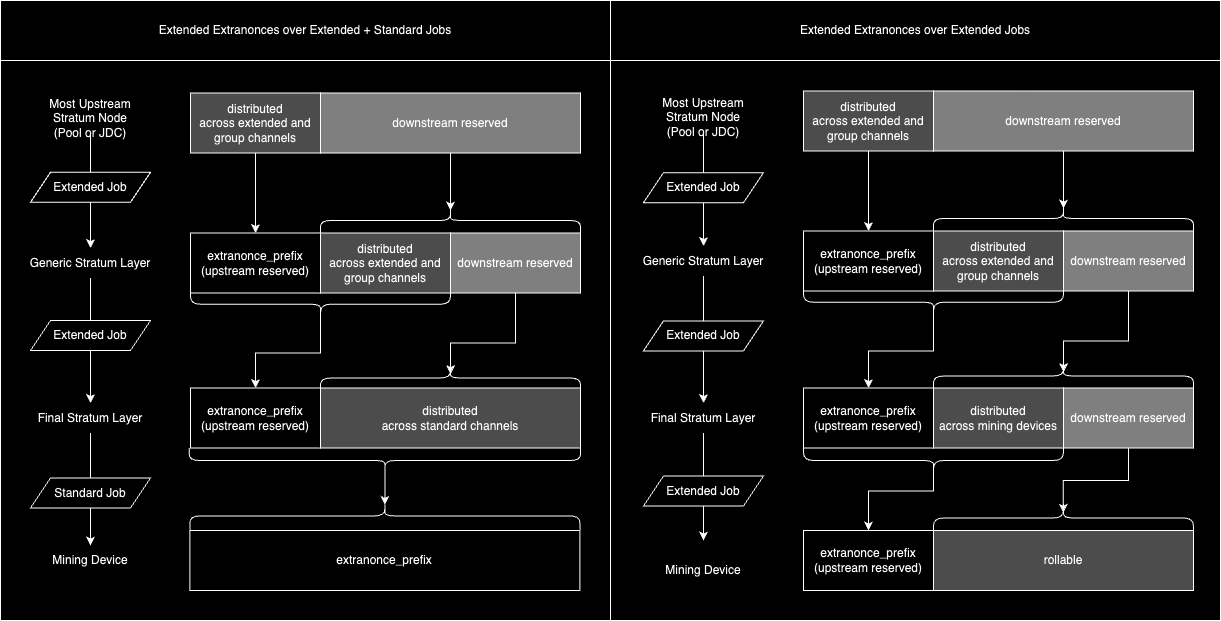 Extended Extranonces over Extended + Standard Jobs
Most Upstream
Stratum Node
(Pool or JDC)
distributed
across extended and
group channels
downstream reserved
Extended Job
Generic Stratum Layer
extranonce_prefix
(upstream reserved)
distributed
across extended and
group channels
downstream reserved
Extended Job
Final Stratum Layer
extranonce_prefix
(upstream reserved)
distributed
across standard channels
Standard Job
Mining Device
extranonce_prefix
Extended Extranonces over Extended Jobs
Most Upstream
Stratum Node
(Pool or JDC)
distributed
across extended and
group channels
downstream reserved
Extended Job
Generic Stratum Layer
extranonce_prefix
(upstream reserved)
distributed
across extended and
group channels
downstream reserved
Extended Job
Final Stratum Layer
extranonce_prefix
(upstream reserved)
distributed
across mining devices
downstream reserved
Extended Job
Mining Device
extranonce_prefix
(upstream reserved)
rollable